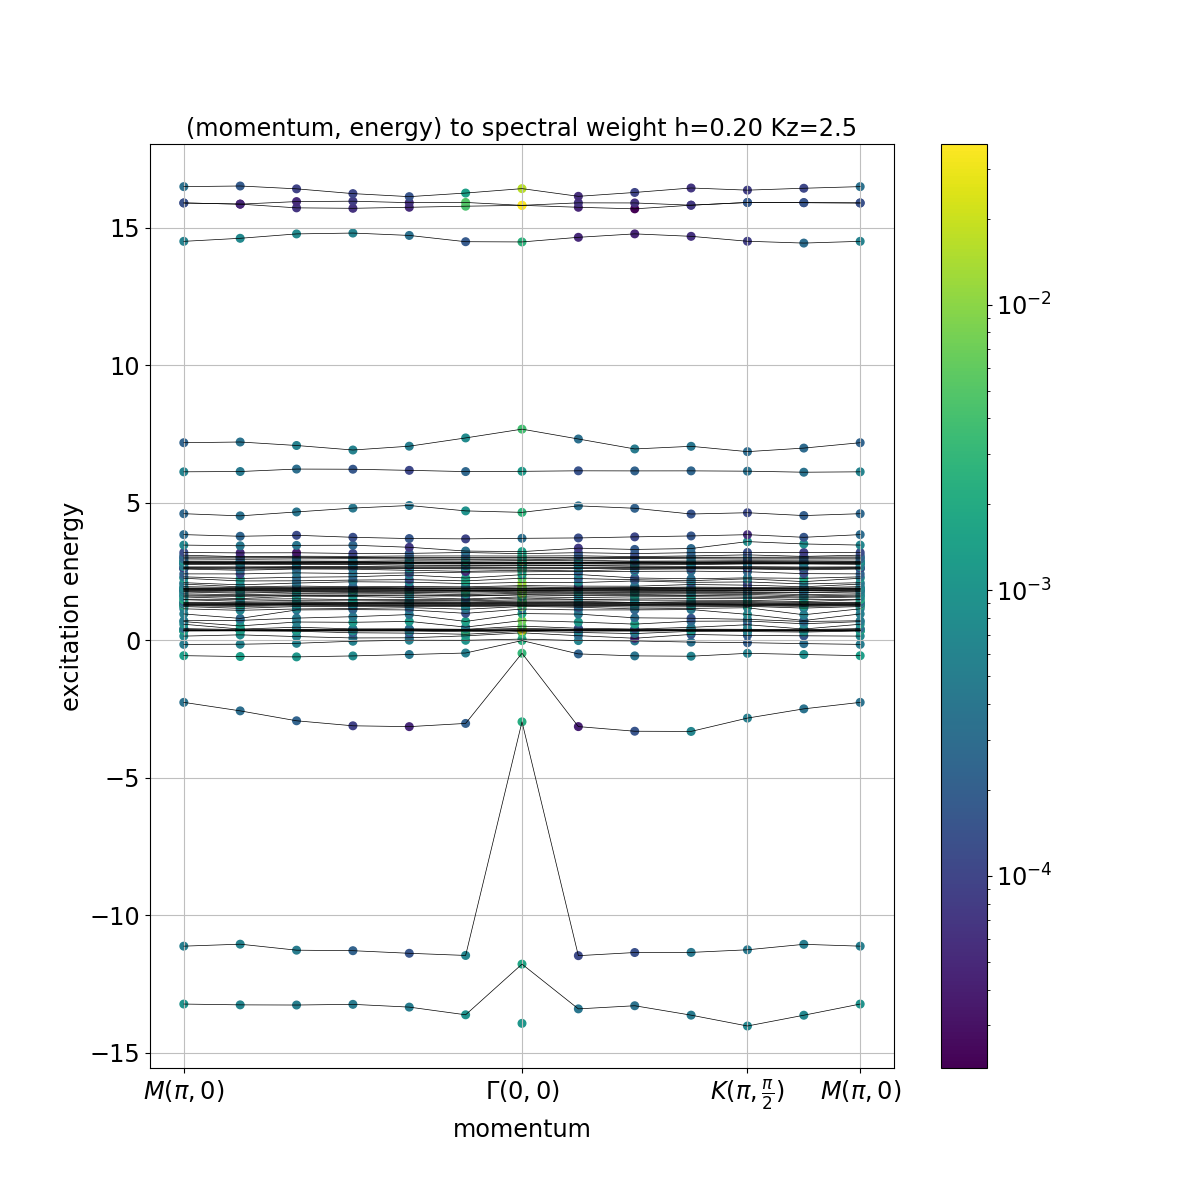 (momentum, energy) to spectral weight h=0.20 Kz=2.5
excitation energy
15
10
5
0
−5
−10
−15
M(π, 0)
Γ(0, 0)
K(π, π/2)
M(π, 0)
momentum
10⁻²
10⁻³
10⁻⁴